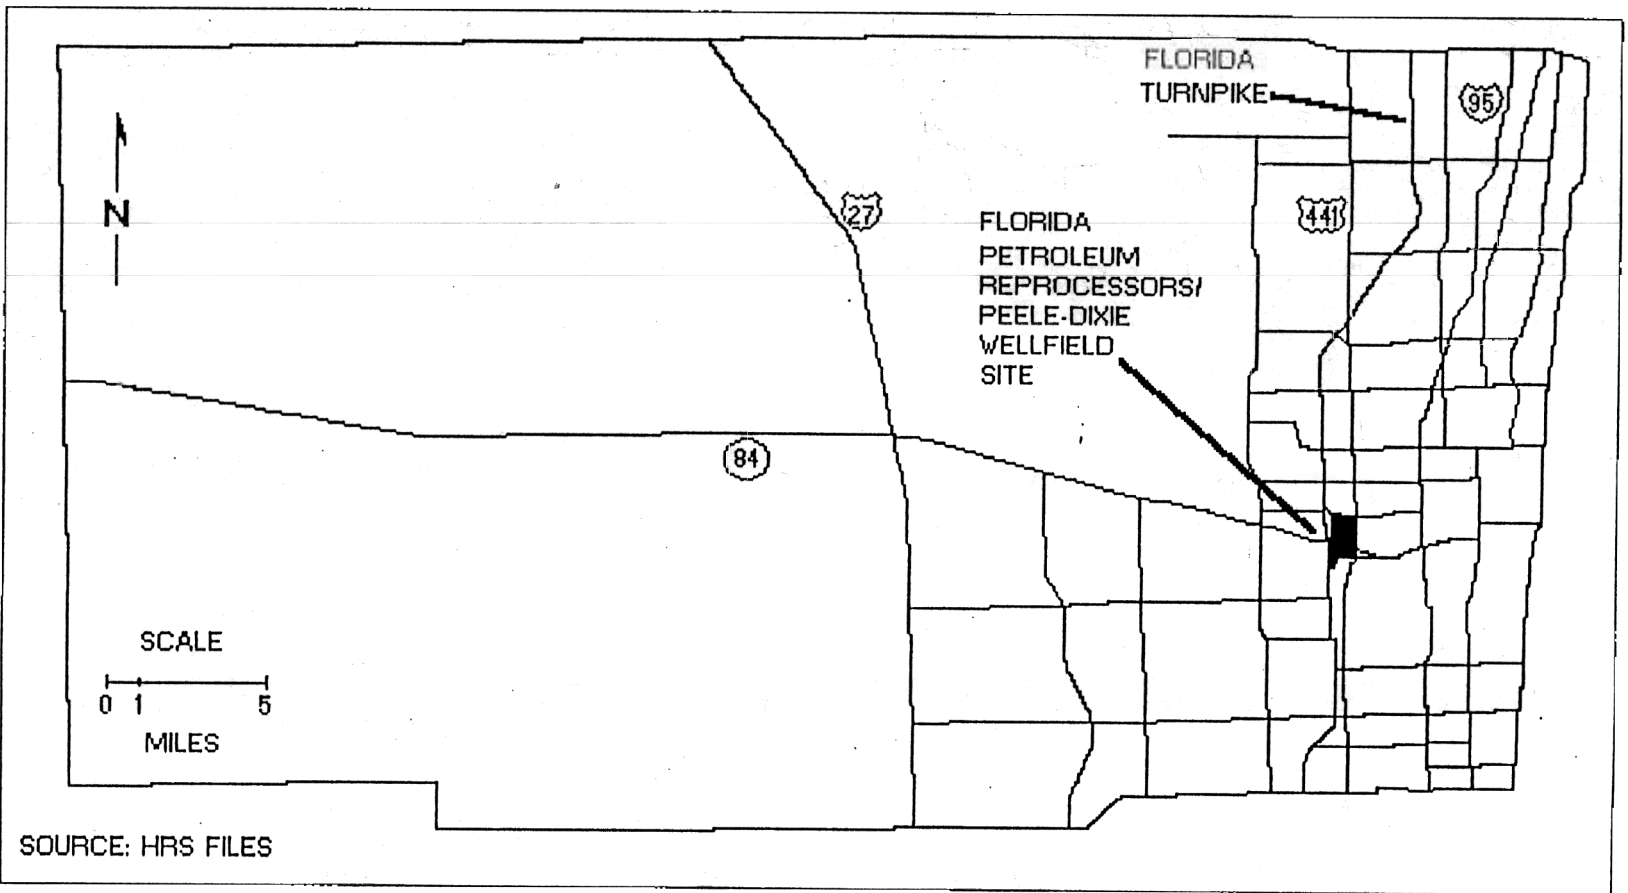 FLORIDA
TURNPIKE
95
N
27
441
FLORIDA
PETROLEUM
REPROCESSORS/
PEELE-DIXIE
WELLFIELD
SITE
84
SCALE
0 1 5
MILES
SOURCE: HRS FILES